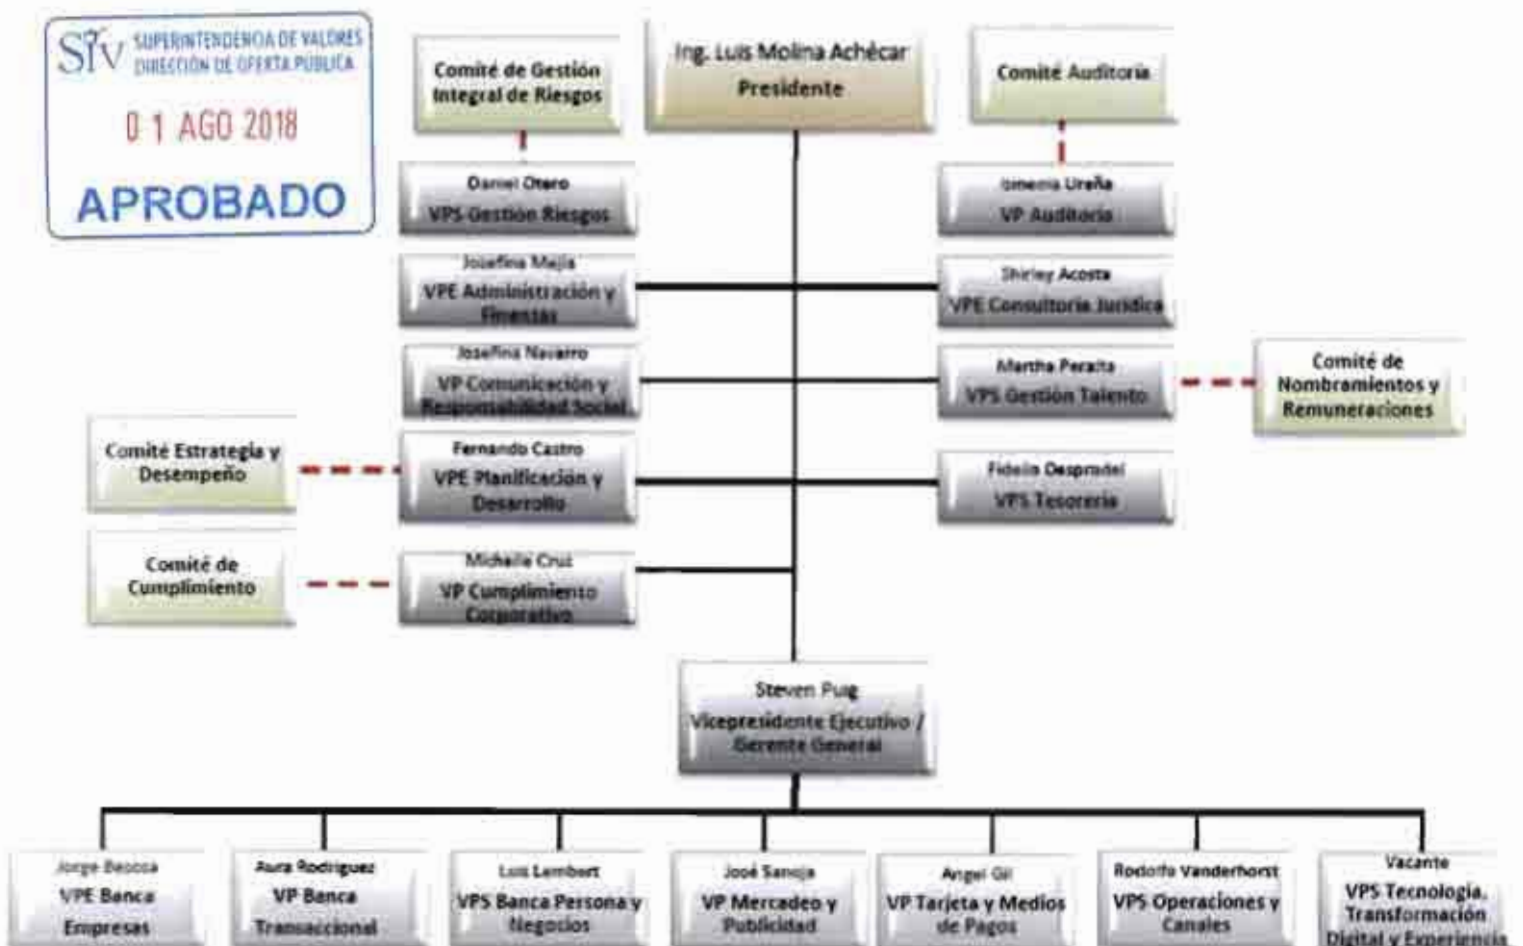 SIV SUPERINTENDENCIA DE VALORES
DIRECCIÓN DE OFERTA PÚBLICA
01 AGO 2018
APROBADO
Comité de Gestión
Integral de Riesgos
Ing. Luis Molina Achécar
Presidente
Comité Auditoria
Daniel Otero
VPS Gestión Riesgos
Ureña
VP Auditoria
Josefina Mejía
VPE Administración y
Finanzas
Shirley Acosta
VPE Consultoría Jurídica
Josefina Navarro
VP Comunicación y
Responsabilidad Social
Martha Peralta
VPS Gestión Talento
Comité de
Nombramientos y
Remuneraciones
Comité Estrategia y
Desempeño
Fernando Castro
VPE Planificación y
Desarrollo
Fidelio Despradel
VPS Tesorería
Comité de
Cumplimiento
Michelle Cruz
VP Cumplimiento
Corporativo
Steven Puig
Vicepresidente Ejecutivo /
Gerente General
Jorge
VPE Banca
Empresas
Aura Rodriguez
VP Banca
Transaccional
Luis Lembert
VPS Banca Persona y
Negocios
José Sanoja
VP Mercadeo y
Publicidad
Angel Gil
VP Tarjeta y Medios
de Pagos
Rodolfo Vanderhorst
VPS Operaciones y
Canales
Vacante
VPS Tecnología,
Transformación
Digital y Experiencia